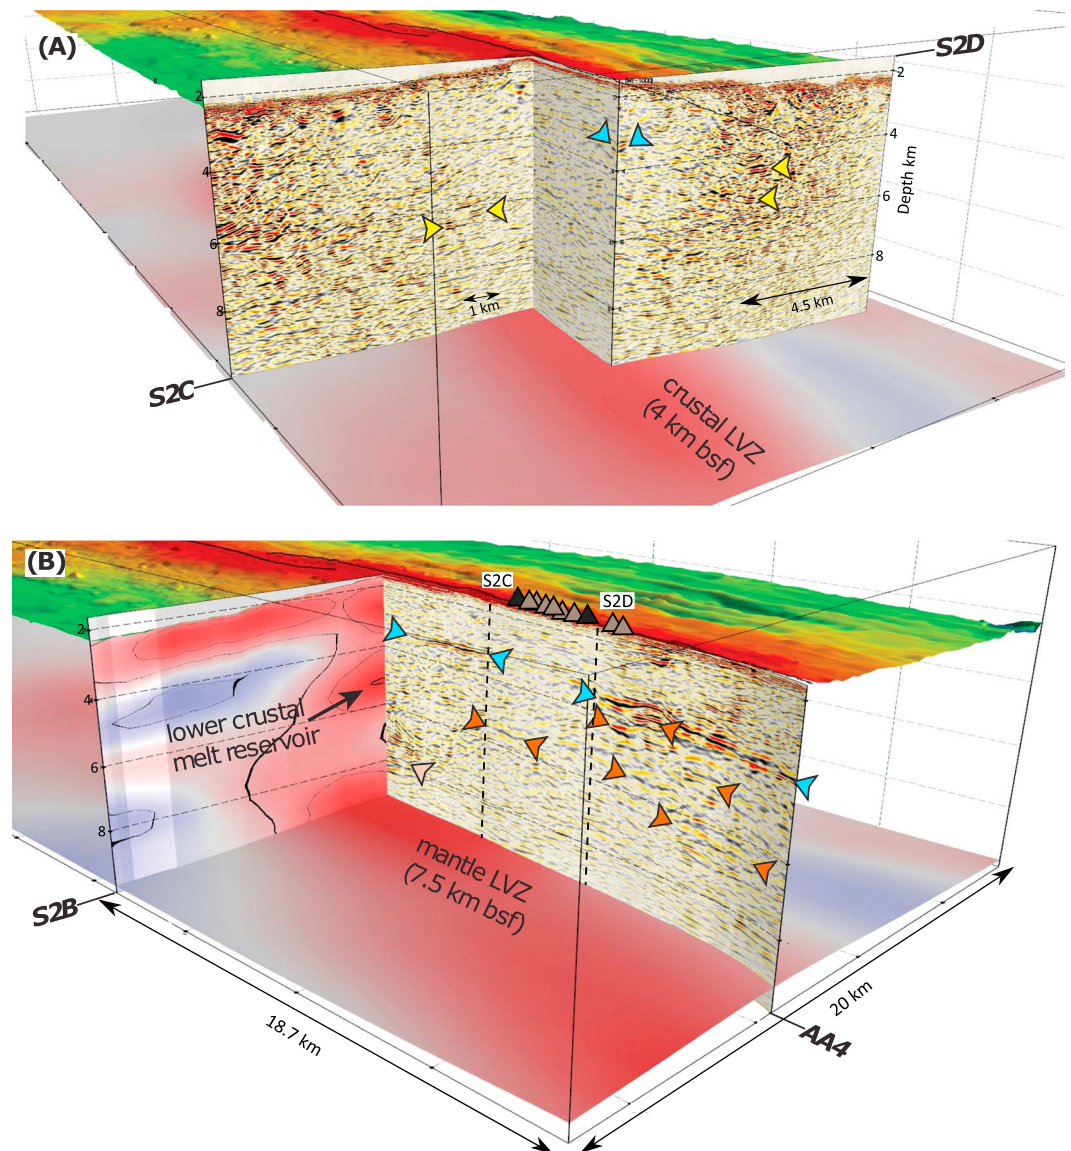 (A)
S2D
2
2
4
4
Depth km
6
6
8
8
1 km
4.5 km
S2C
crustal LVZ
(4 km bsf)
(B)
S2C
S2D
2
4
lower crustal
melt reservoir
6
8
mantle LVZ
(7.5 km bsf)
S2B
18.7 km
20 km
AA4